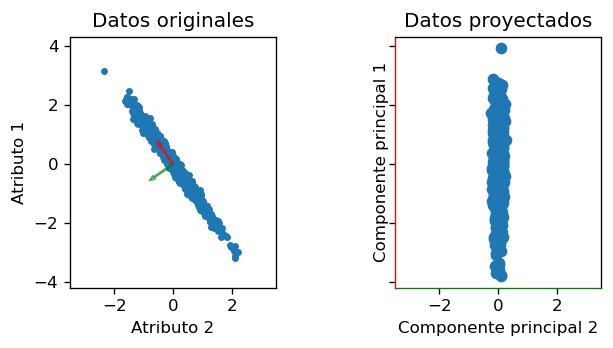 Datos originales
Atributo 1
4
2
0
−2
−4
−2
0
2
Atributo 2
Datos proyectados
Componente principal 1
−2
0
2
Componente principal 2